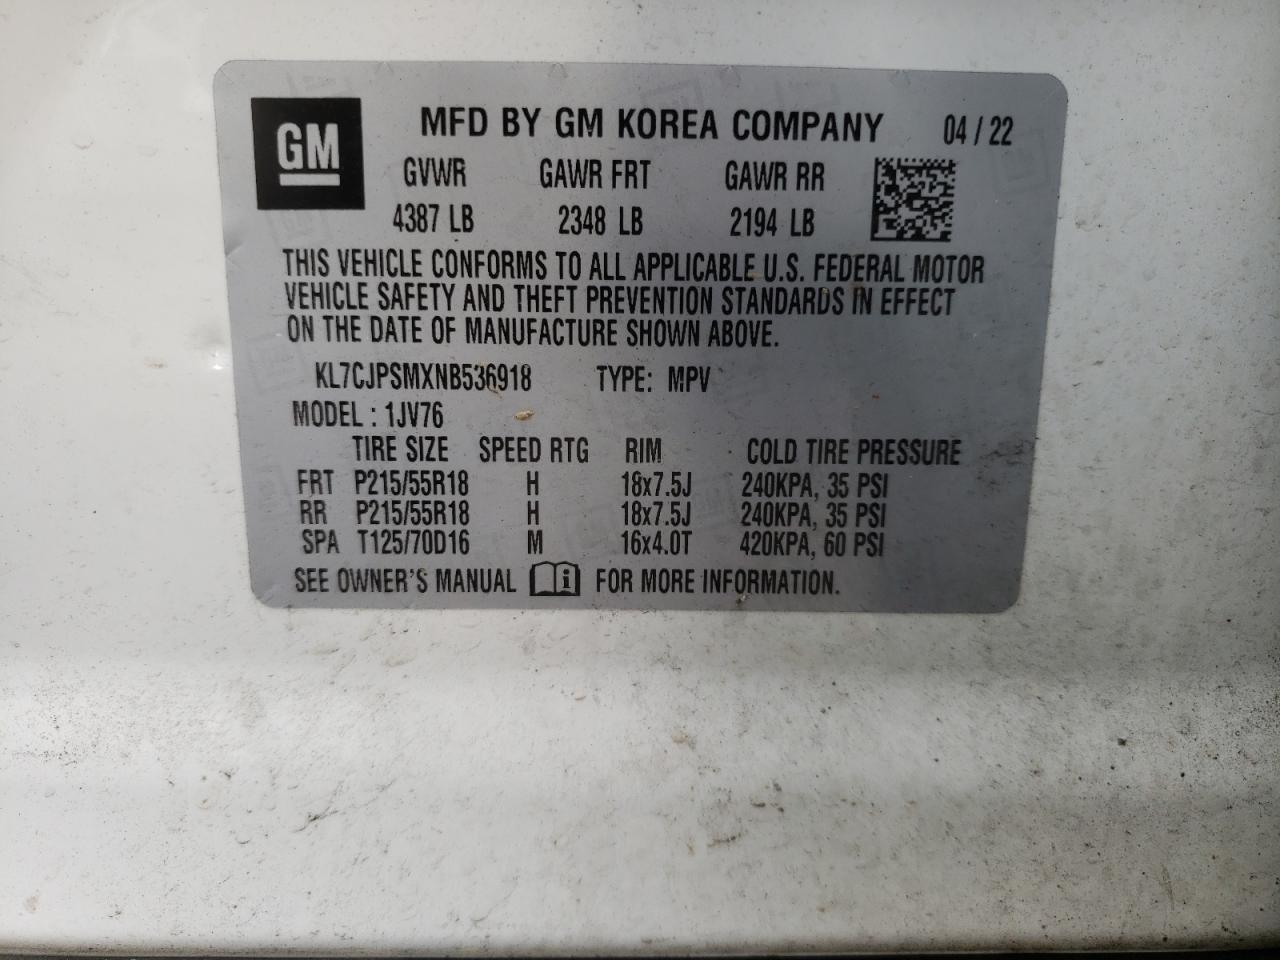 GM
MFD BY GM KOREA COMPANY 04 / 22
GVWR GAWR FRT GAWR RR
4387 LB 2348 LB 2194 LB
THIS VEHICLE CONFORMS TO ALL APPLICABLE U.S. FEDERAL MOTOR
VEHICLE SAFETY AND THEFT PREVENTION STANDARDS IN EFFECT
ON THE DATE OF MANUFACTURE SHOWN ABOVE.
KL7CJPSMXNB536918 TYPE: MPV
MODEL : 1JV76
TIRE SIZE SPEED RTG RIM COLD TIRE PRESSURE
FRT P215/55R18 H 18x7.5J 240KPA, 35 PSI
RR P215/55R18 H 18x7.5J 240KPA, 35 PSI
SPA T125/70D16 M 16x4.0T 420KPA, 60 PSI
SEE OWNER'S MANUAL i FOR MORE INFORMATION.